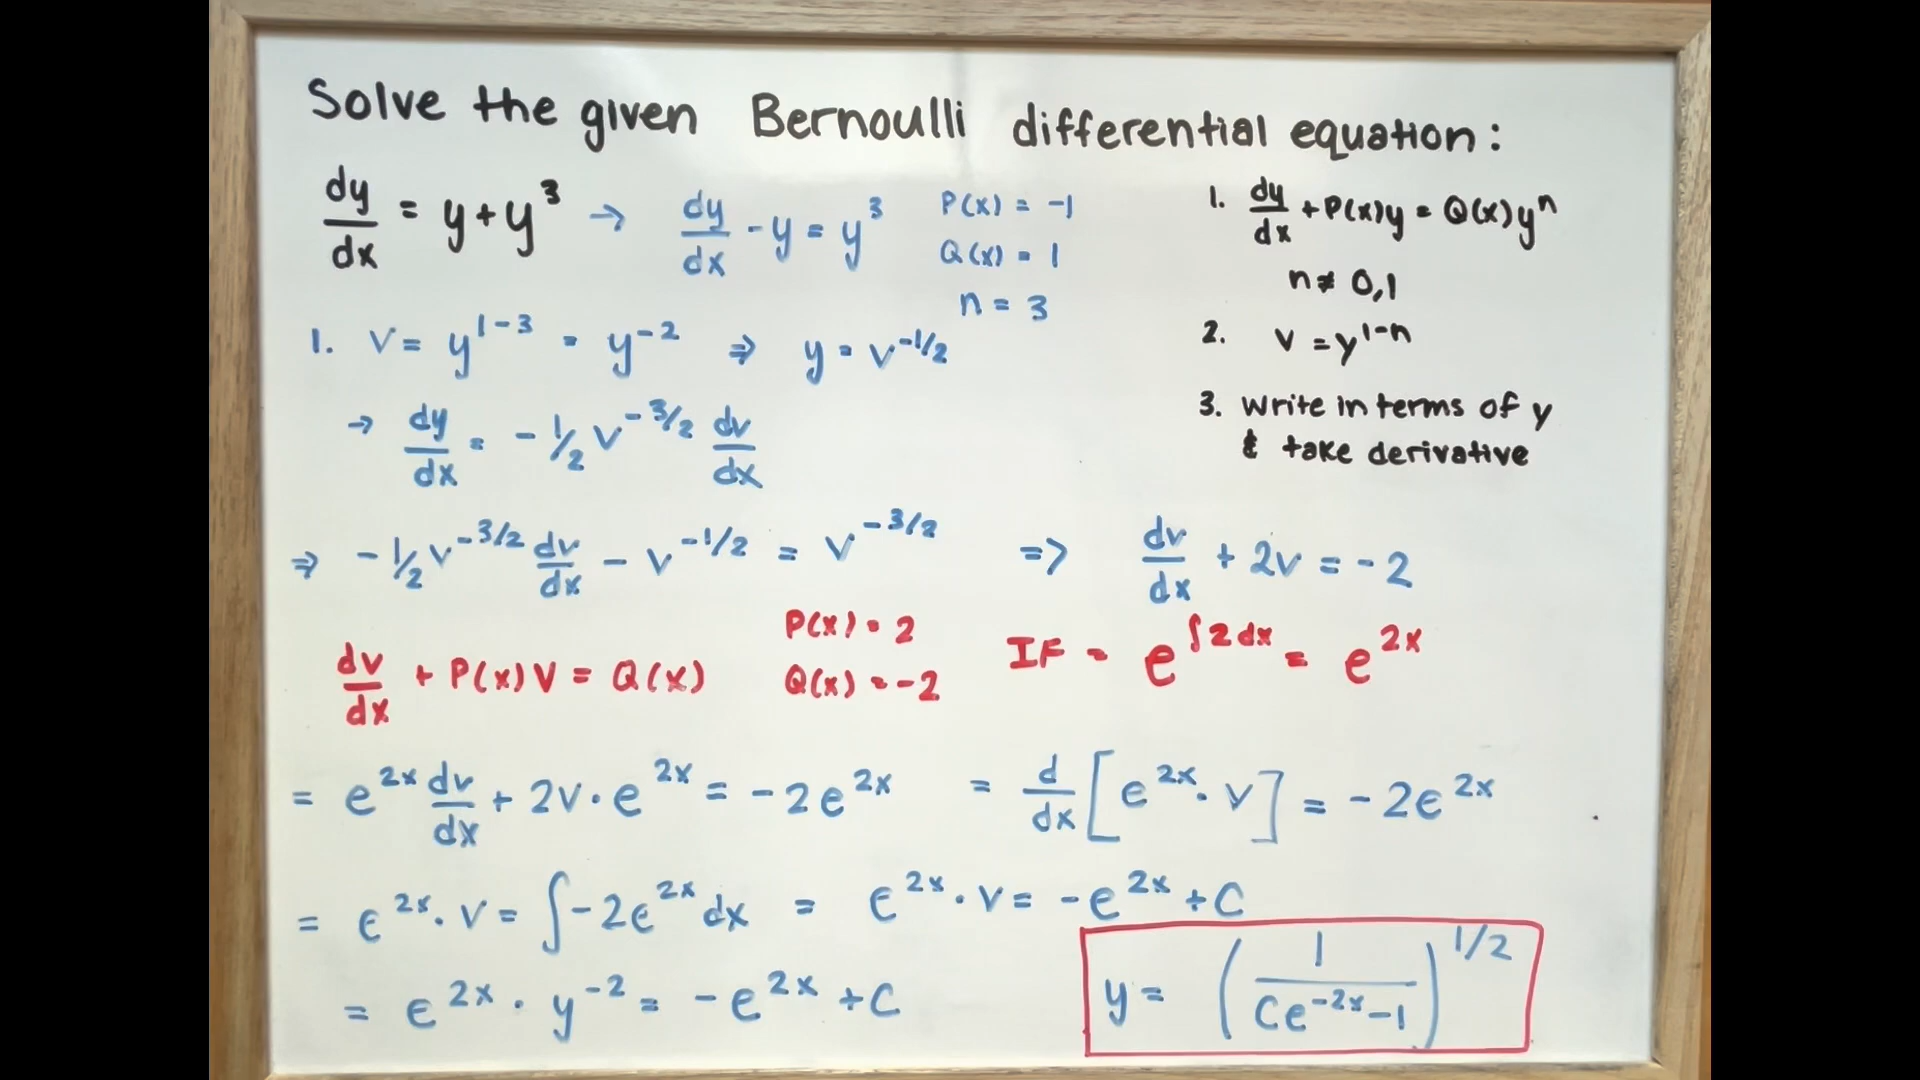 Solve the given Bernoulli differential equation:
dy/dx = y + y³ → dy/dx - y = y³
P(x) = -1
Q(x) = 1
n = 3
1. dy/dx + P(x)y = Q(x)yⁿ
n ≠ 0,1
2. v = y^(1-n)
3. Write in terms of y
& take derivative
1. v = y^(1-3) = y^(-2) ⇒ y = v^(-1/2)
→ dy/dx = -1/2 v^(-3/2) dv/dx
⇒ -1/2 v^(-3/2) dv/dx - v^(-1/2) = v^(-3/2) => dv/dx + 2v = -2
dv/dx + P(x)V = Q(x)
P(x) = 2
Q(x) = -2
IF = e^(∫2dx) = e^(2x)
= e^(2x) dv/dx + 2v · e^(2x) = -2e^(2x) = d/dx [e^(2x) · v] = -2e^(2x)
= e^(2x) · v = ∫-2e^(2x) dx = e^(2x) · v = -e^(2x) + C
= e^(2x) · y^(-2) = -e^(2x) + C
y = (1/(Ce^(-2x) - 1))^(1/2)